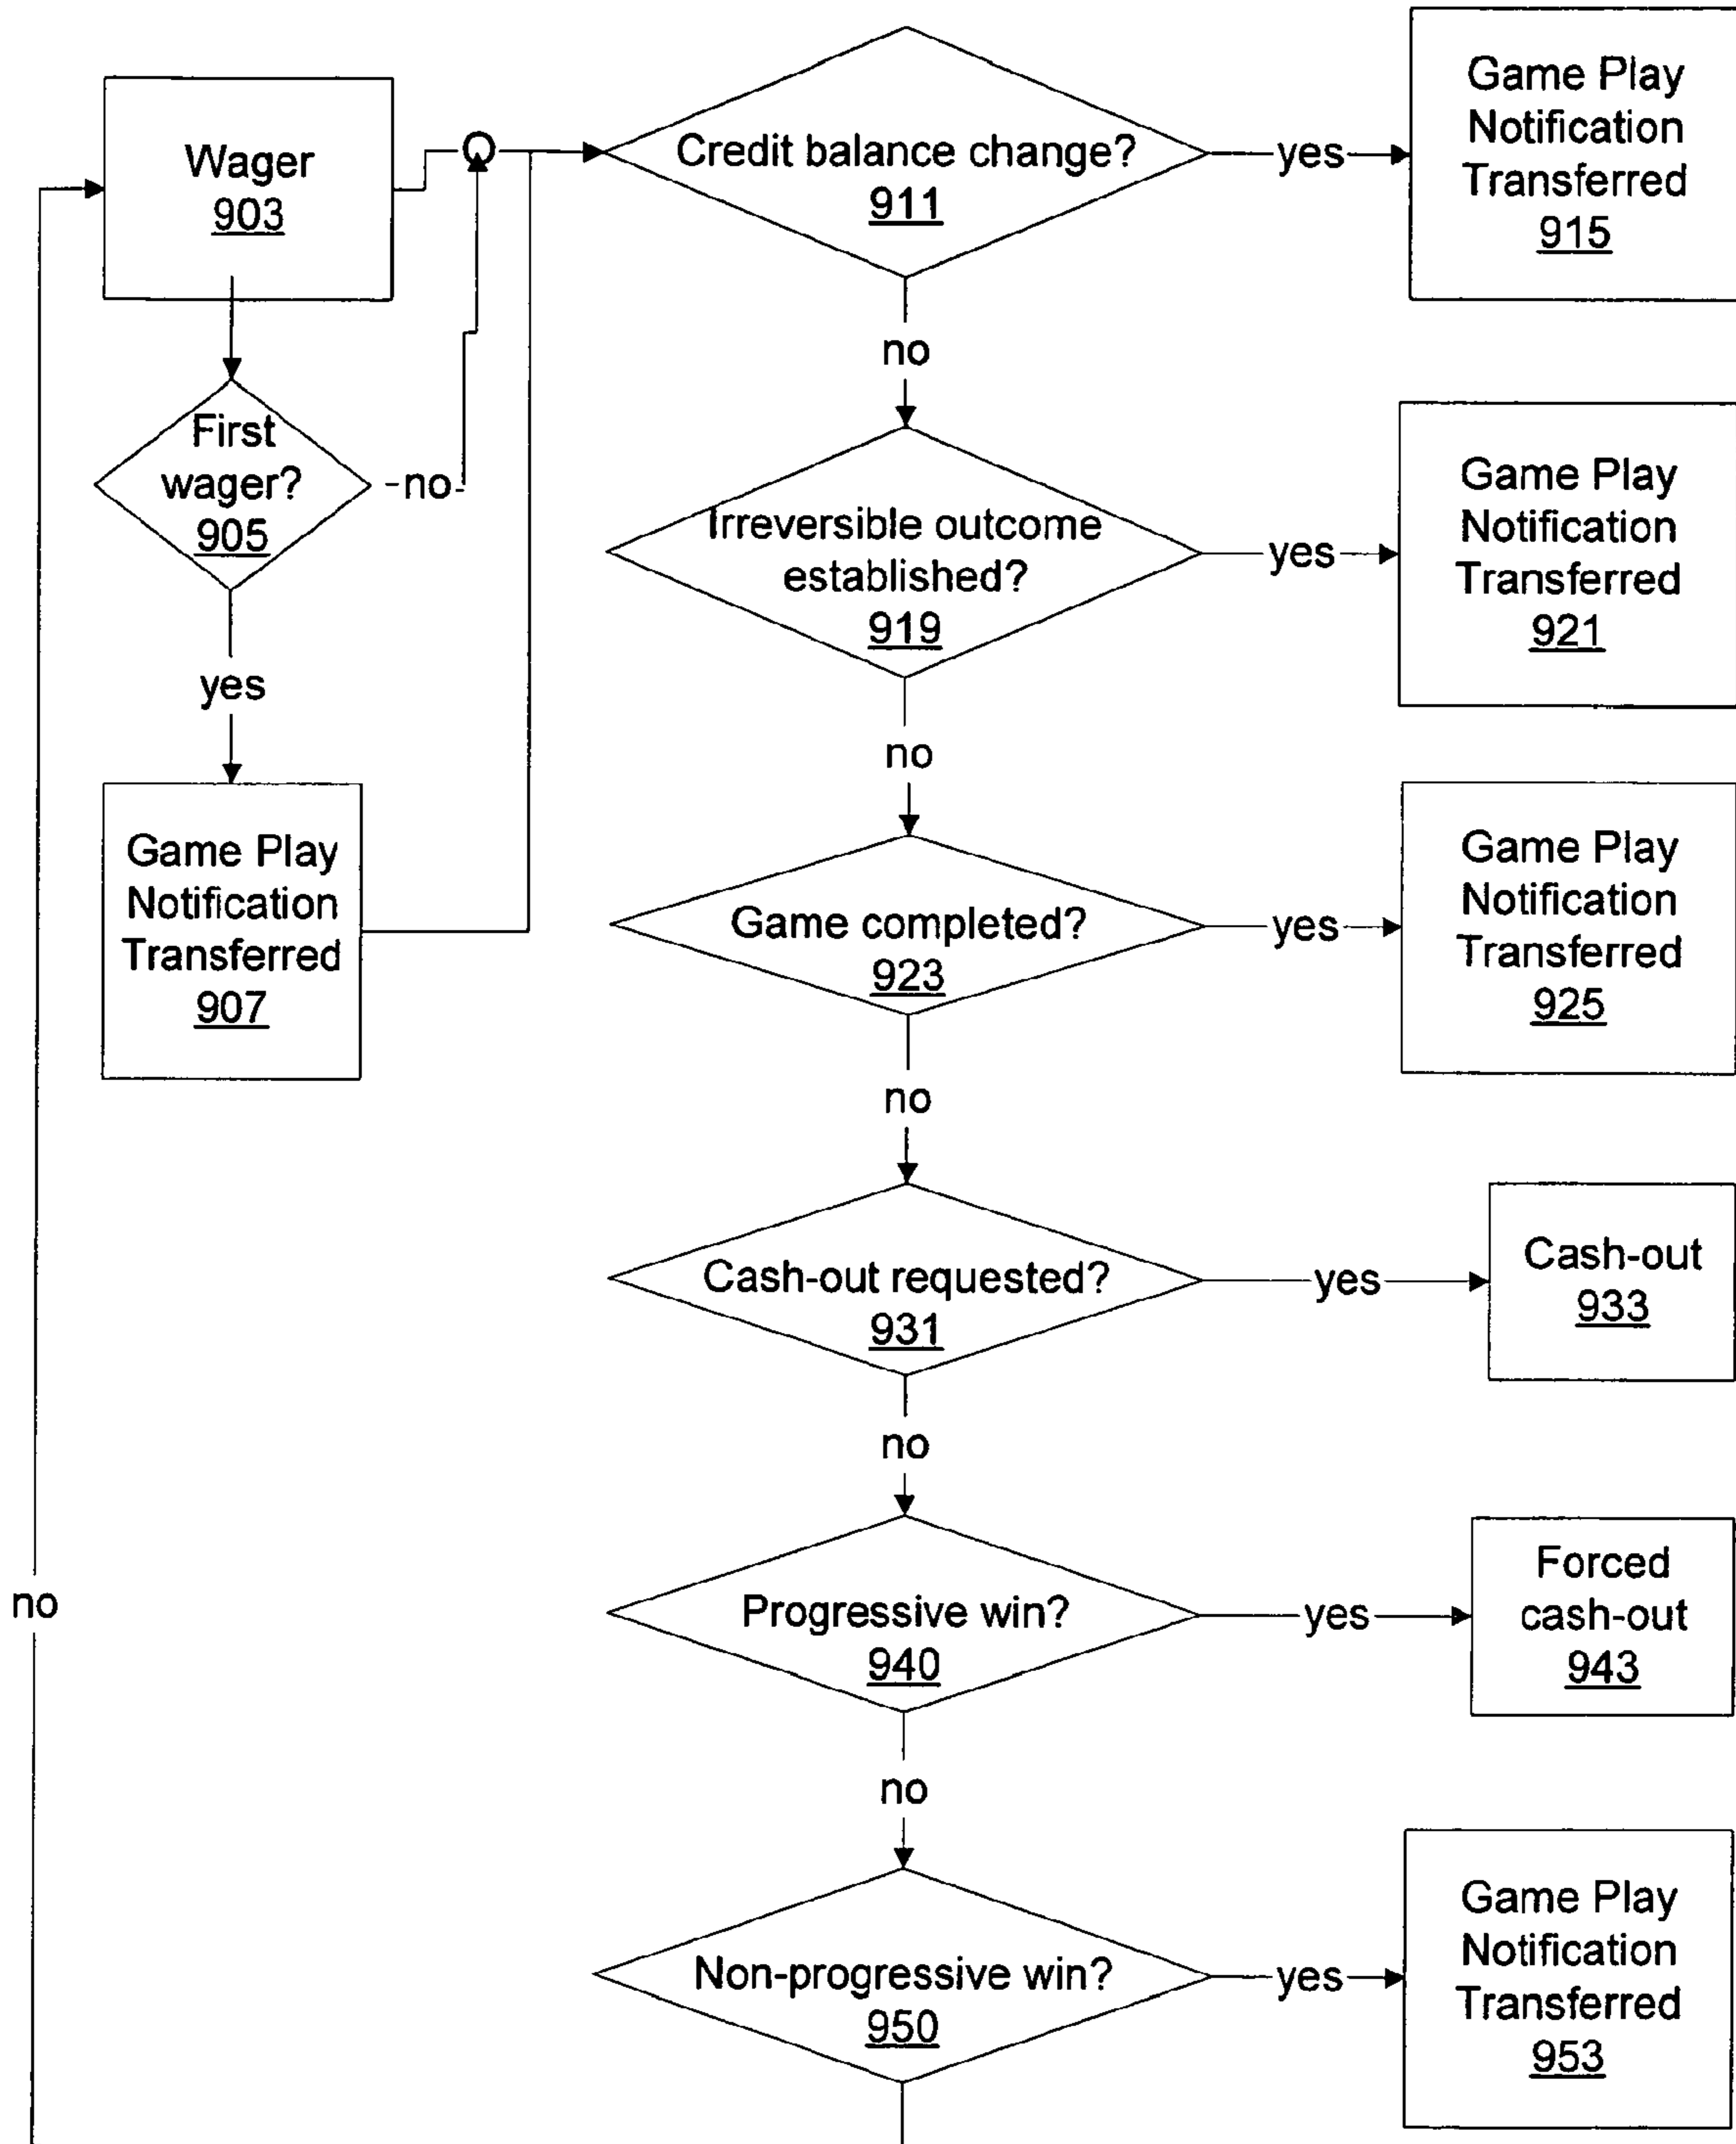 Wager
903
First
wager?
905
no
yes
Game Play
Notification
Transferred
907
Credit balance change?
911
yes
Game Play
Notification
Transferred
915
no
Irreversible outcome
established?
919
yes
Game Play
Notification
Transferred
921
no
Game completed?
923
yes
Game Play
Notification
Transferred
925
no
Cash-out requested?
931
yes
Cash-out
933
no
Progressive win?
940
yes
Forced
cash-out
943
no
Non-progressive win?
950
yes
Game Play
Notification
Transferred
953
no